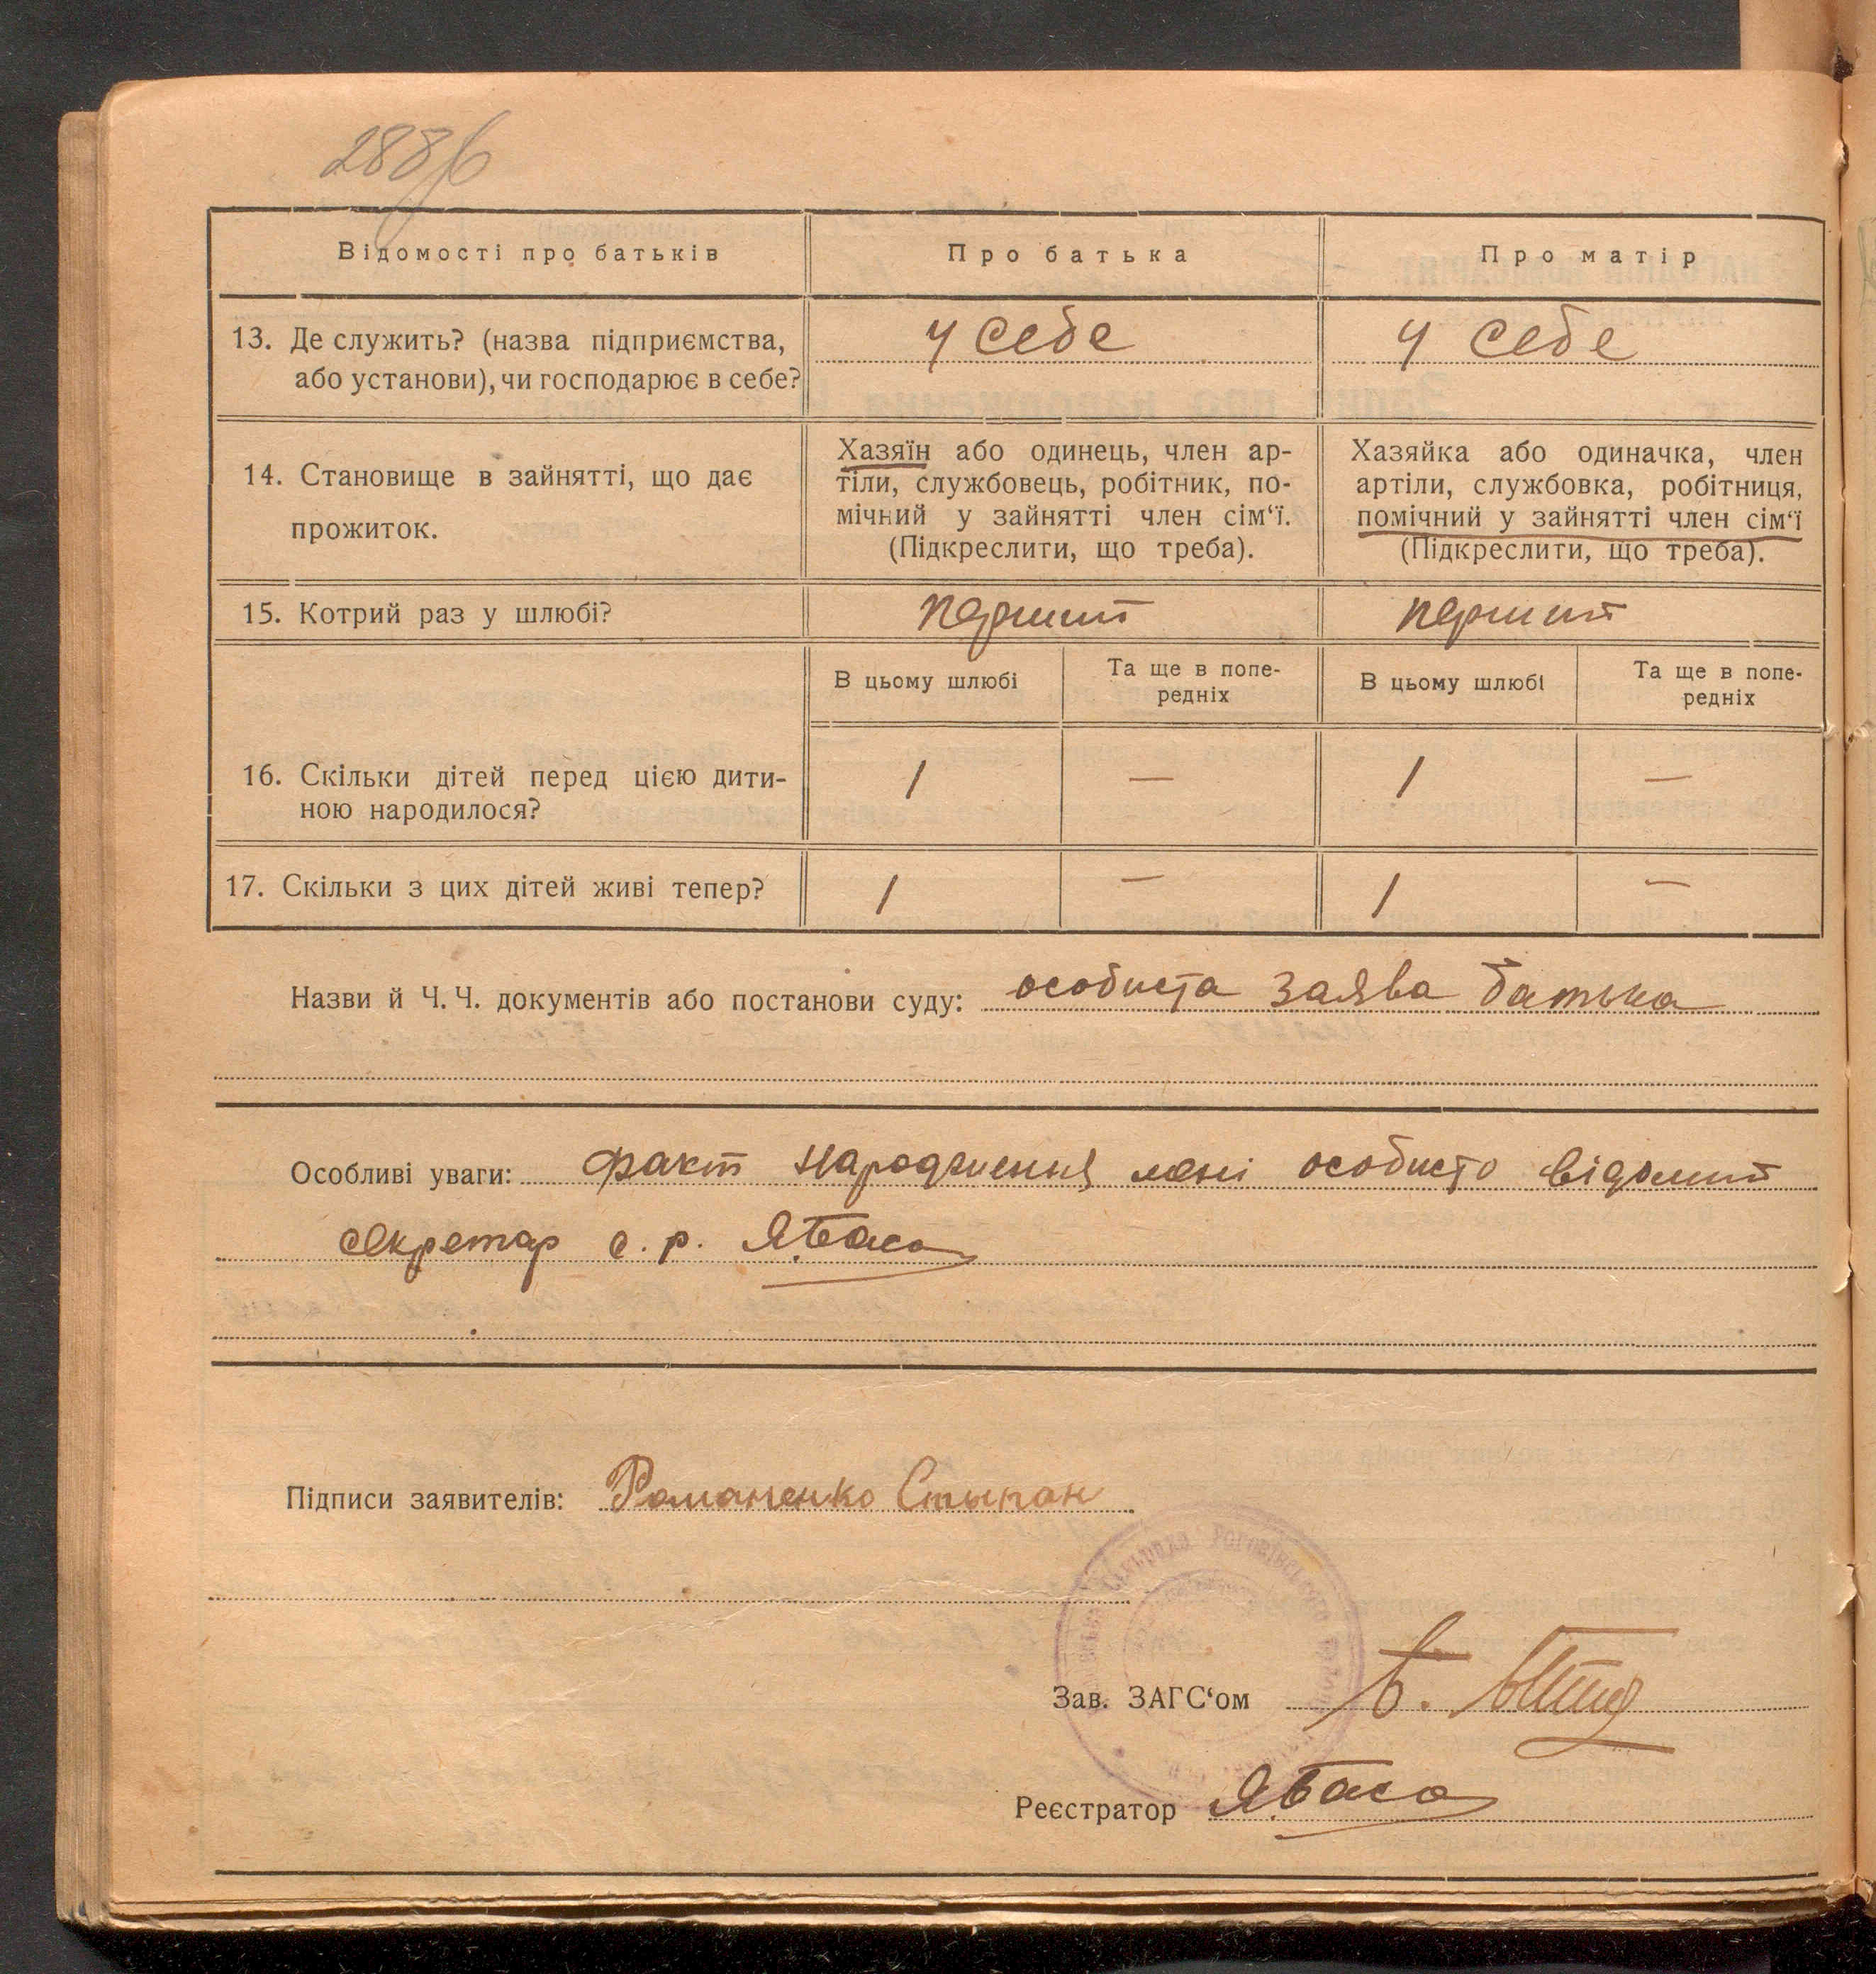 288б
Відомості про батьків Про батька Про матір
13. Де служить? (назва підприємства, або установи), чи господарює в себе? у себе у себе
14. Становище в зайнятті, що дає прожиток.
Хазяїн або одинець, член ар-
тіли, службовець, робітник, по-
мічний у зайнятті член сім‘ї.
(Підкреслити, що треба).
Хазяйка або одиначка, член
артіли, службовка, робітниця,
помічний у зайнятті член сім‘ї
(Підкреслити, що треба).
15. Котрий раз у шлюбі? перший перший
В цьому шлюбі Та ще в попе-
редніх В цьому шлюбі Та ще в попе-
редніх
16. Скільки дітей перед цією дити-
ною народилося? 1 — 1 —
17. Скільки з цих дітей живі тепер? 1 — 1 —
Назви й Ч. Ч. документів або постанови суду: особиста заява батька
Особливі уваги: факт народження мені особисто відомий
секретар с. р. Я.Баса
Підписи заявителів: Романенко Стыпан
Зав. ЗАГС‘ом
Реєстратор Я.Баса